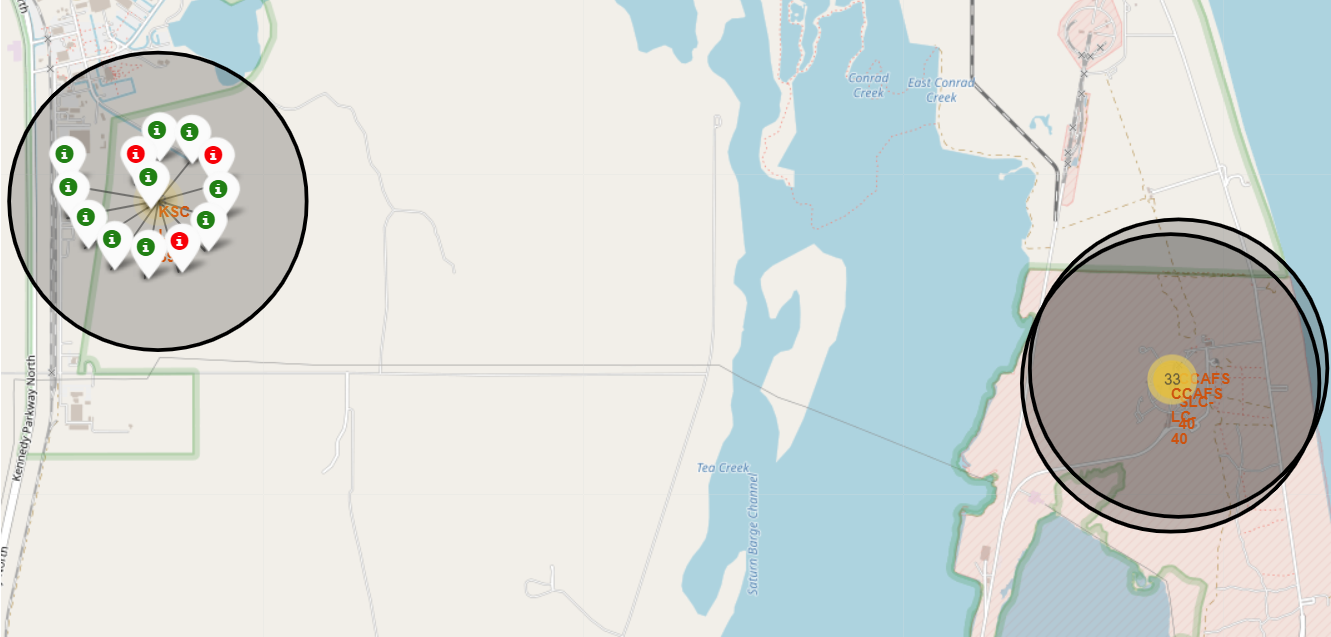 Conrad
Creek
East Conrad
Creek
KSC
33
CCAFS
CCAFS
SLC-
LC-
40
40
Kennedy Parkway North
Tea Creek
Saturn Barge Channel
North